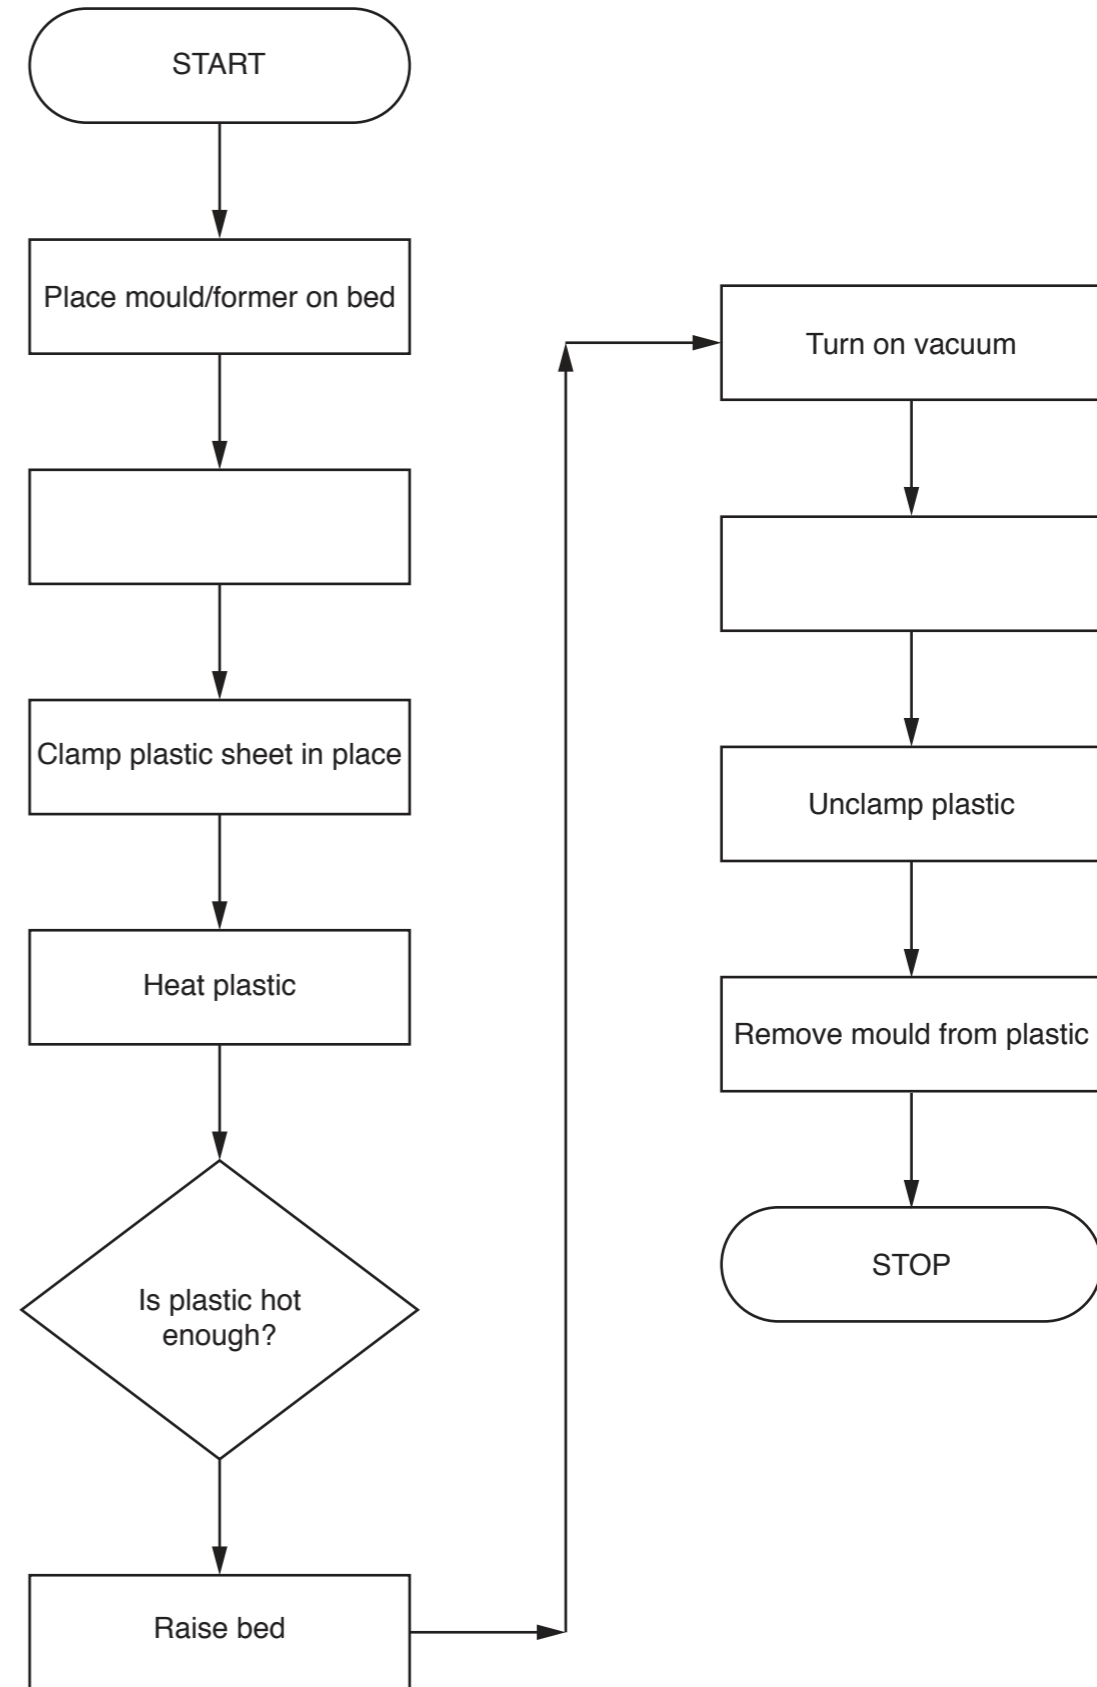 START
Place mould/former on bed
Clamp plastic sheet in place
Heat plastic
Is plastic hot
enough?
Raise bed
Turn on vacuum
Unclamp plastic
Remove mould from plastic
STOP